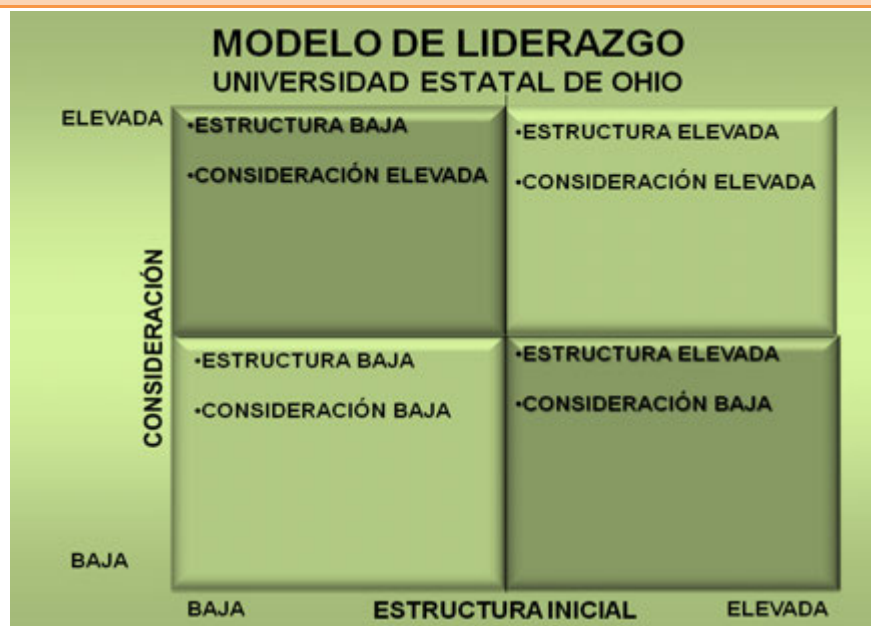 MODELO DE LIDERAZGO
UNIVERSIDAD ESTATAL DE OHIO
ELEVADA
•ESTRUCTURA BAJA
•CONSIDERACIÓN ELEVADA
•ESTRUCTURA ELEVADA
•CONSIDERACIÓN ELEVADA
CONSIDERACIÓN
•ESTRUCTURA BAJA
•CONSIDERACIÓN BAJA
•ESTRUCTURA ELEVADA
•CONSIDERACIÓN BAJA
BAJA
BAJA
ESTRUCTURA INICIAL
ELEVADA